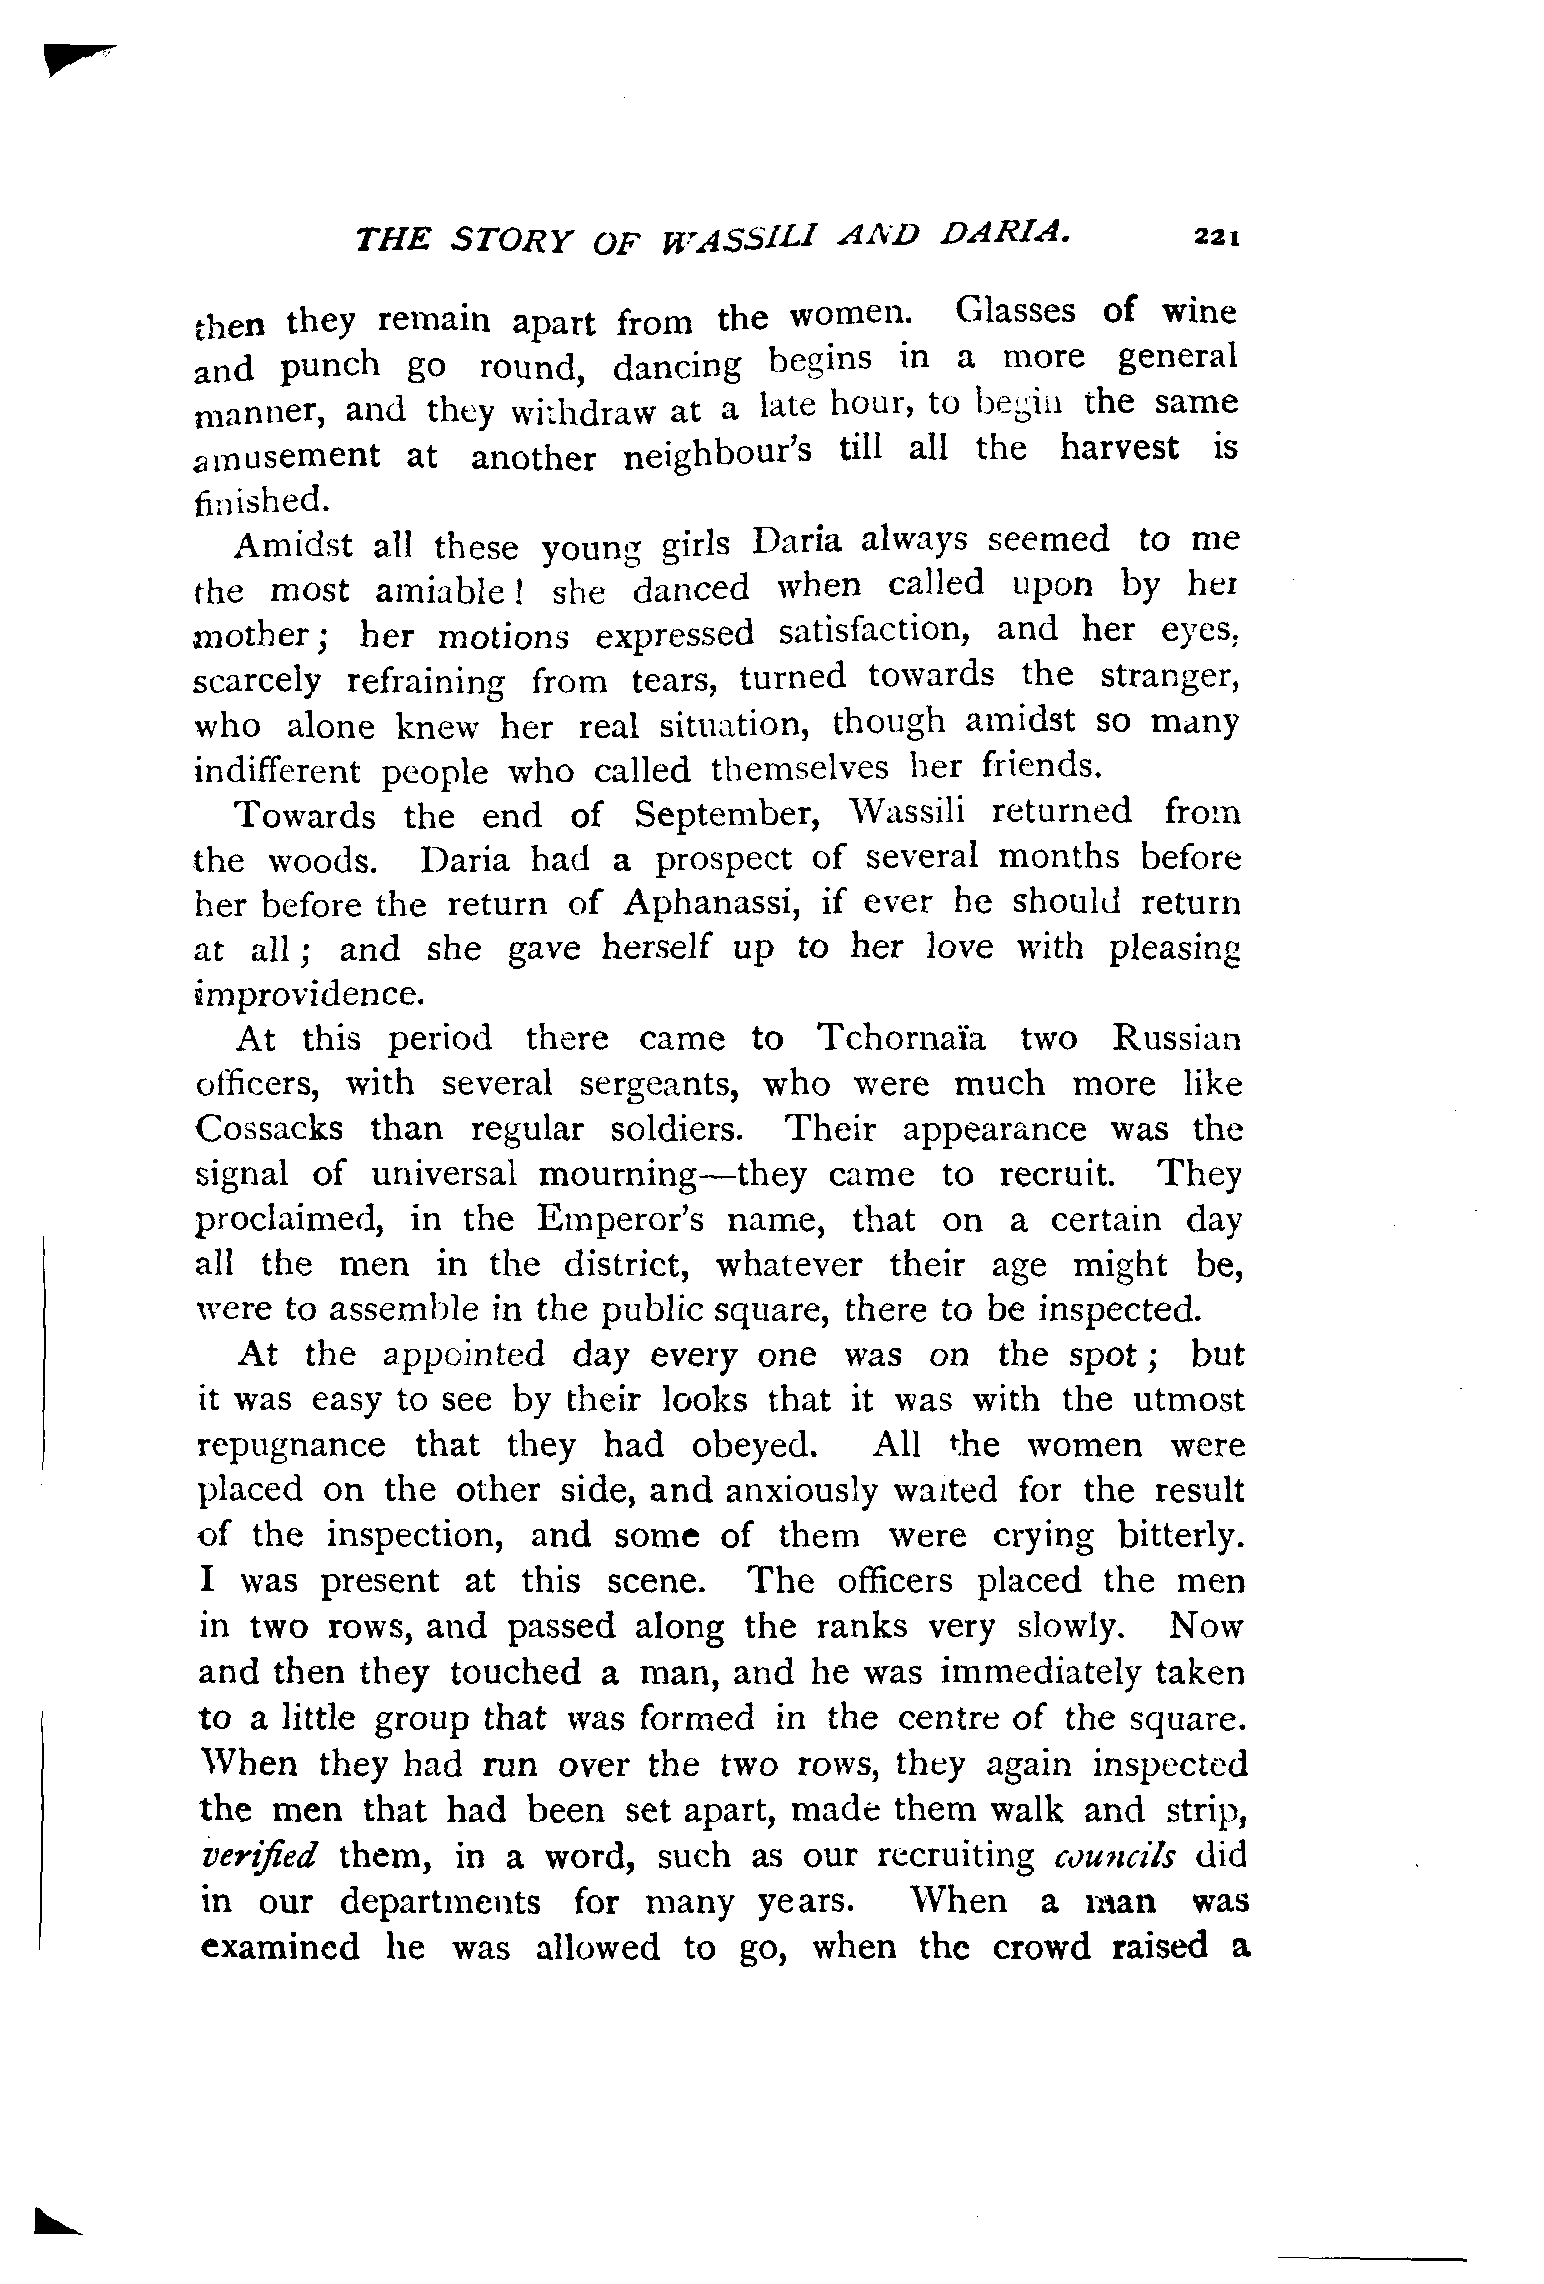 THE STORY OF WASSILI AND DARIA. 221
then they remain apart from the women. Glasses of wine
and punch go round, dancing begins in a more general
manner, and they withdraw at a late hour, to begin the same
amusement at another neighbour's till all the harvest is
finished.
Amidst all these young girls Daria always seemed to me
the most amiable! she danced when called upon by her
mother; her motions expressed satisfaction, and her eyes,
scarcely refraining from tears, turned towards the stranger,
who alone knew her real situation, though amidst so many
indifferent people who called themselves her friends.
Towards the end of September, Wassili returned from
the woods. Daria had a prospect of several months before
her before the return of Aphanassi, if ever he should return
at all; and she gave herself up to her love with pleasing
improvidence.
At this period there came to Tchornaïa two Russian
officers, with several sergeants, who were much more like
Cossacks than regular soldiers. Their appearance was the
signal of universal mourning—they came to recruit. They
proclaimed, in the Emperor's name, that on a certain day
all the men in the district, whatever their age might be,
were to assemble in the public square, there to be inspected.
At the appointed day every one was on the spot; but
it was easy to see by their looks that it was with the utmost
repugnance that they had obeyed. All the women were
placed on the other side, and anxiously waited for the result
of the inspection, and some of them were crying bitterly.
I was present at this scene. The officers placed the men
in two rows, and passed along the ranks very slowly. Now
and then they touched a man, and he was immediately taken
to a little group that was formed in the centre of the square.
When they had run over the two rows, they again inspected
the men that had been set apart, made them walk and strip,
verified them, in a word, such as our recruiting councils did
in our departments for many years. When a man was
examined he was allowed to go, when the crowd raised a